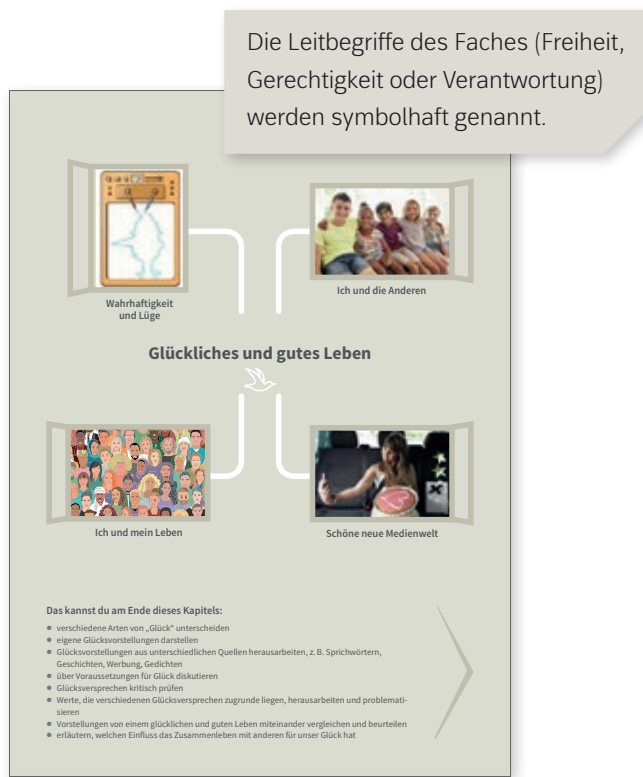 Die Leitbegriffe des Faches (Freiheit,
Gerechtigkeit oder Verantwortung)
werden symbolhaft genannt.
Wahrhaftigkeit
und Lüge
Ich und die Anderen
Glückliches und gutes Leben
Ich und mein Leben
Schöne neue Medienwelt
Das kannst du am Ende dieses Kapitels:
● verschiedene Arten von „Glück“ unterscheiden
● eigene Glücksvorstellungen darstellen
● Glücksvorstellungen aus unterschiedlichen Quellen herausarbeiten, z. B. Sprichwörtern,
Geschichten, Werbung, Gedichten
● über Voraussetzungen für Glück diskutieren
● Glücksversprechen kritisch prüfen
● Werte, die verschiedenen Glücksversprechen zugrunde liegen, herausarbeiten und problemati-
sieren
● Vorstellungen von einem glücklichen und guten Leben miteinander vergleichen und beurteilen
● erläutern, welchen Einfluss das Zusammenleben mit anderen für unser Glück hat